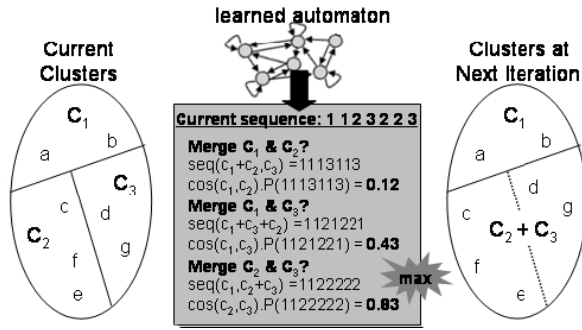 learned automaton
Current
Clusters
C1
a
b
C3
c
d
C2
g
f
e
Current sequence: 1 1 2 3 2 2 3
Merge C1 & C2?
seq(c1+c2,c3) =1113113
cos(c1,c2).P(1113113) = 0.12
Merge C1 & C3?
seq(c1+c3+c2) =1121221
cos(c1,c3).P(1121221) = 0.43
Merge C2 & C3?
seq(c1,c2+c3) =1122222
cos(c2,c3).P(1122222) = 0.83
max
Clusters at
Next Iteration
C1
a
b
d
c
g
C2 + C3
f
e